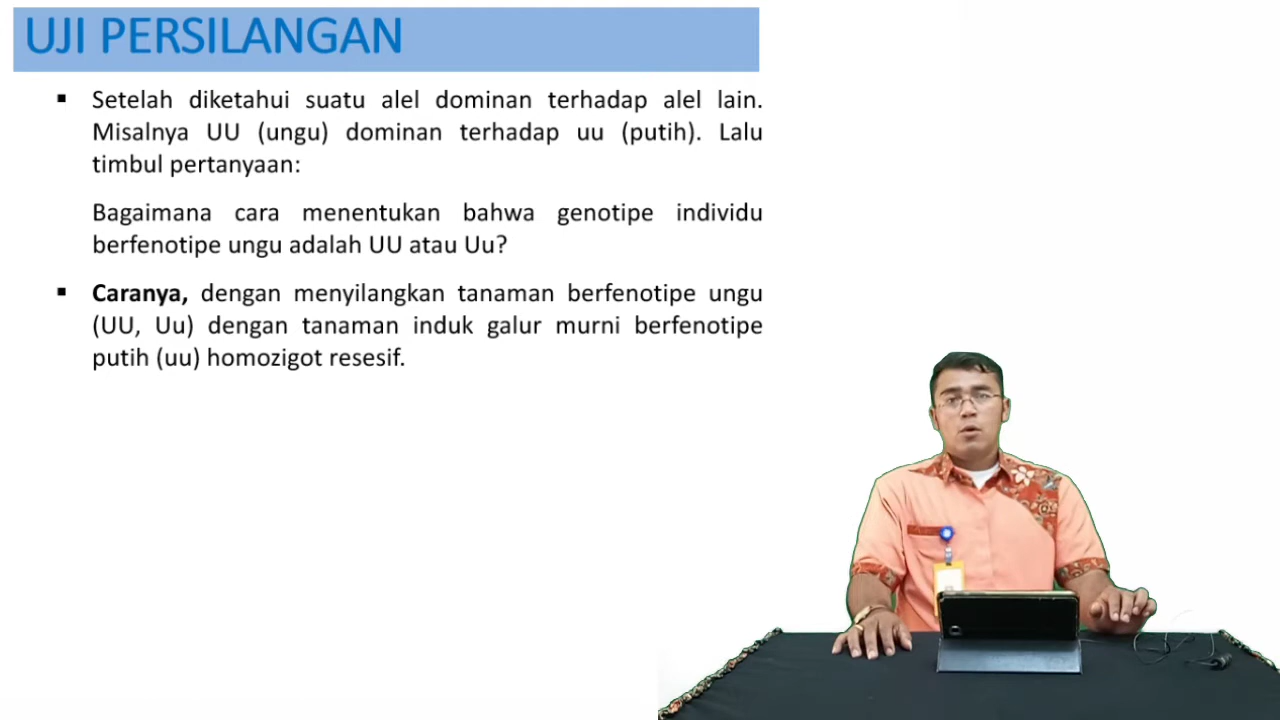 UJI PERSILANGAN
▪ Setelah diketahui suatu alel dominan terhadap alel lain.
Misalnya UU (ungu) dominan terhadap uu (putih). Lalu
timbul pertanyaan:
Bagaimana cara menentukan bahwa genotipe individu
berfenotipe ungu adalah UU atau Uu?
▪ Caranya, dengan menyilangkan tanaman berfenotipe ungu
(UU, Uu) dengan tanaman induk galur murni berfenotipe
putih (uu) homozigot resesif.